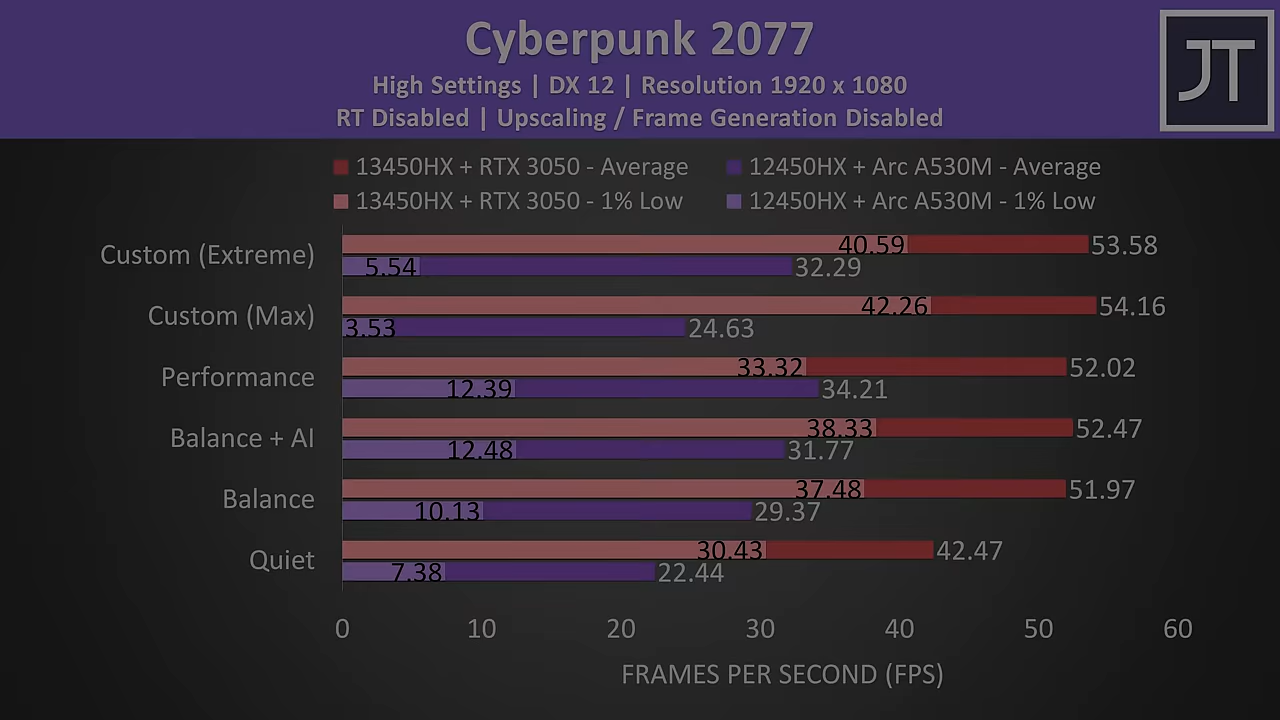 Cyberpunk 2077
JT
High Settings | DX 12 | Resolution 1920 x 1080
RT Disabled | Upscaling / Frame Generation Disabled
13450HX + RTX 3050 - Average
12450HX + Arc A530M - Average
13450HX + RTX 3050 - 1% Low
12450HX + Arc A530M - 1% Low
Custom (Extreme)
40.59
53.58
5.54
32.29
Custom (Max)
42.26
54.16
3.53
24.63
Performance
33.32
52.02
12.39
34.21
Balance + AI
38.33
52.47
12.48
31.77
Balance
37.48
51.97
10.13
29.37
Quiet
30.43
42.47
7.38
22.44
0 10 20 30 40 50 60
FRAMES PER SECOND (FPS)